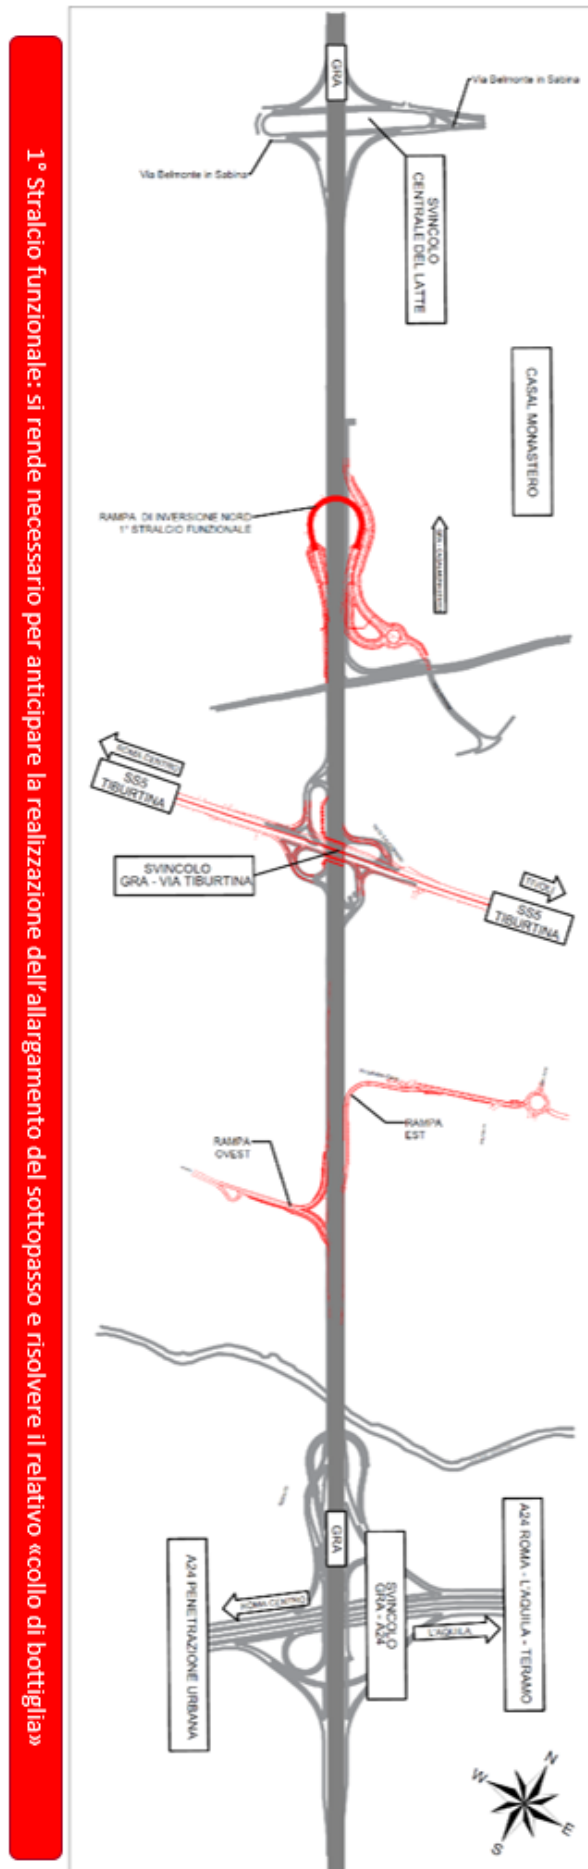 1° Stralcio funzionale: si rende necessario per anticipare la realizzazione dell'allargamento del sottopasso e risolvere il relativo «collo di bottiglia»
GRA
Via Belmonte in Sabina
Via Belmonte in Sabina
SVINCOLO
CENTRALE DEL LATTE
CASAL MONASTERO
RAMPA DI INVERSIONE NORD
1° STRALCIO FUNZIONALE
ROMA CENTRO
SS5
TIBURTINA
SVINCOLO
GRA - VIA TIBURTINA
TIVOLI
SS5
TIBURTINA
RAMPA
EST
RAMPA
OVEST
GRA
A24 PENETRAZIONE URBANA
ROMA CENTRO
SVINCOLO
GRA - A24
L'AQUILA
A24 ROMA - L'AQUILA - TERAMO
N
W
E
S